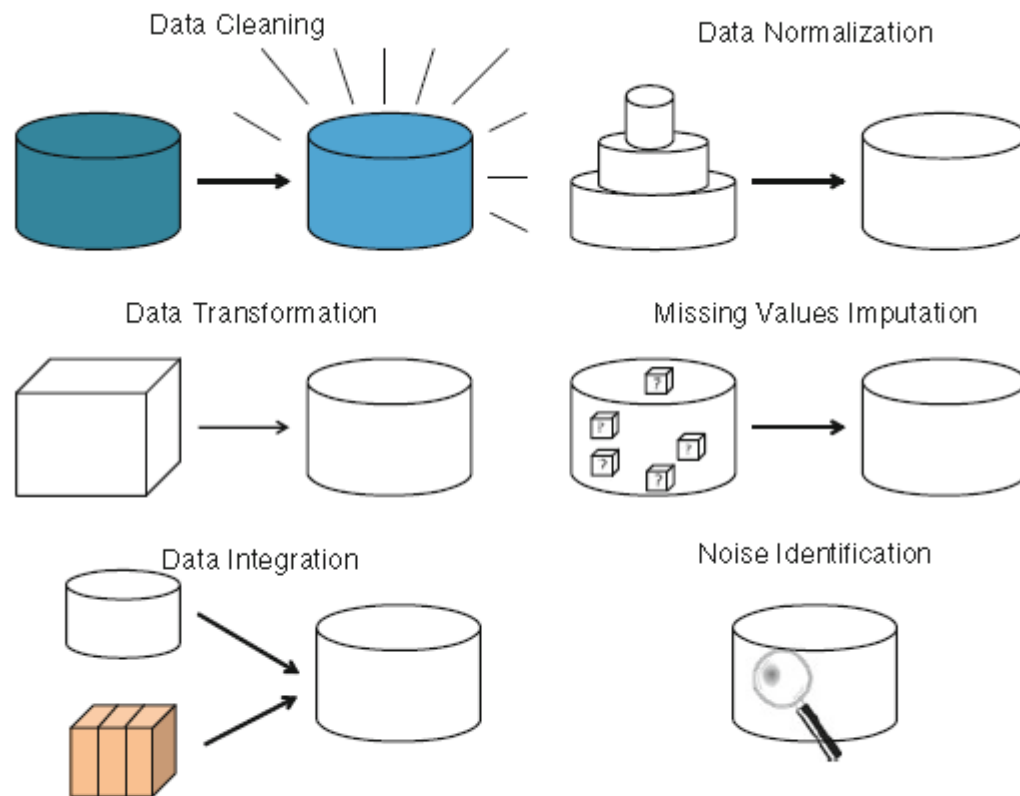 Data Cleaning
Data Normalization
Data Transformation
Missing Values Imputation
?
?
?
?
?
Data Integration
Noise Identification